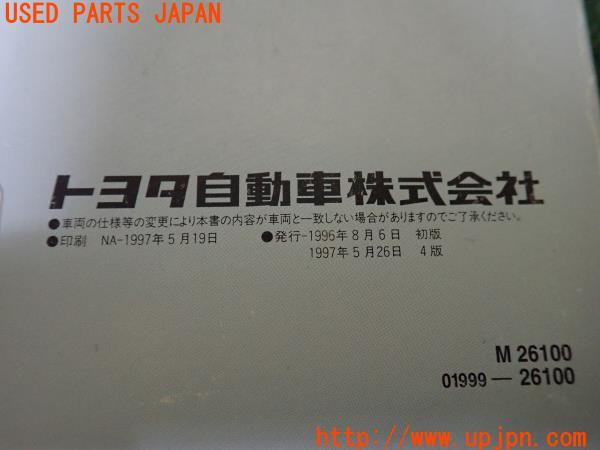 USED PARTS JAPAN
トヨタ自動車株式会社
●車両の仕様等の変更により本書の内容が車両と一致しない場合がありますのでご了承ください。
●印刷 NA-1997年5月19日 ●発行-1996年8月6日 初版
1997年5月26日 4版
M 26100
01999—26100
http://www.upjpn.com/